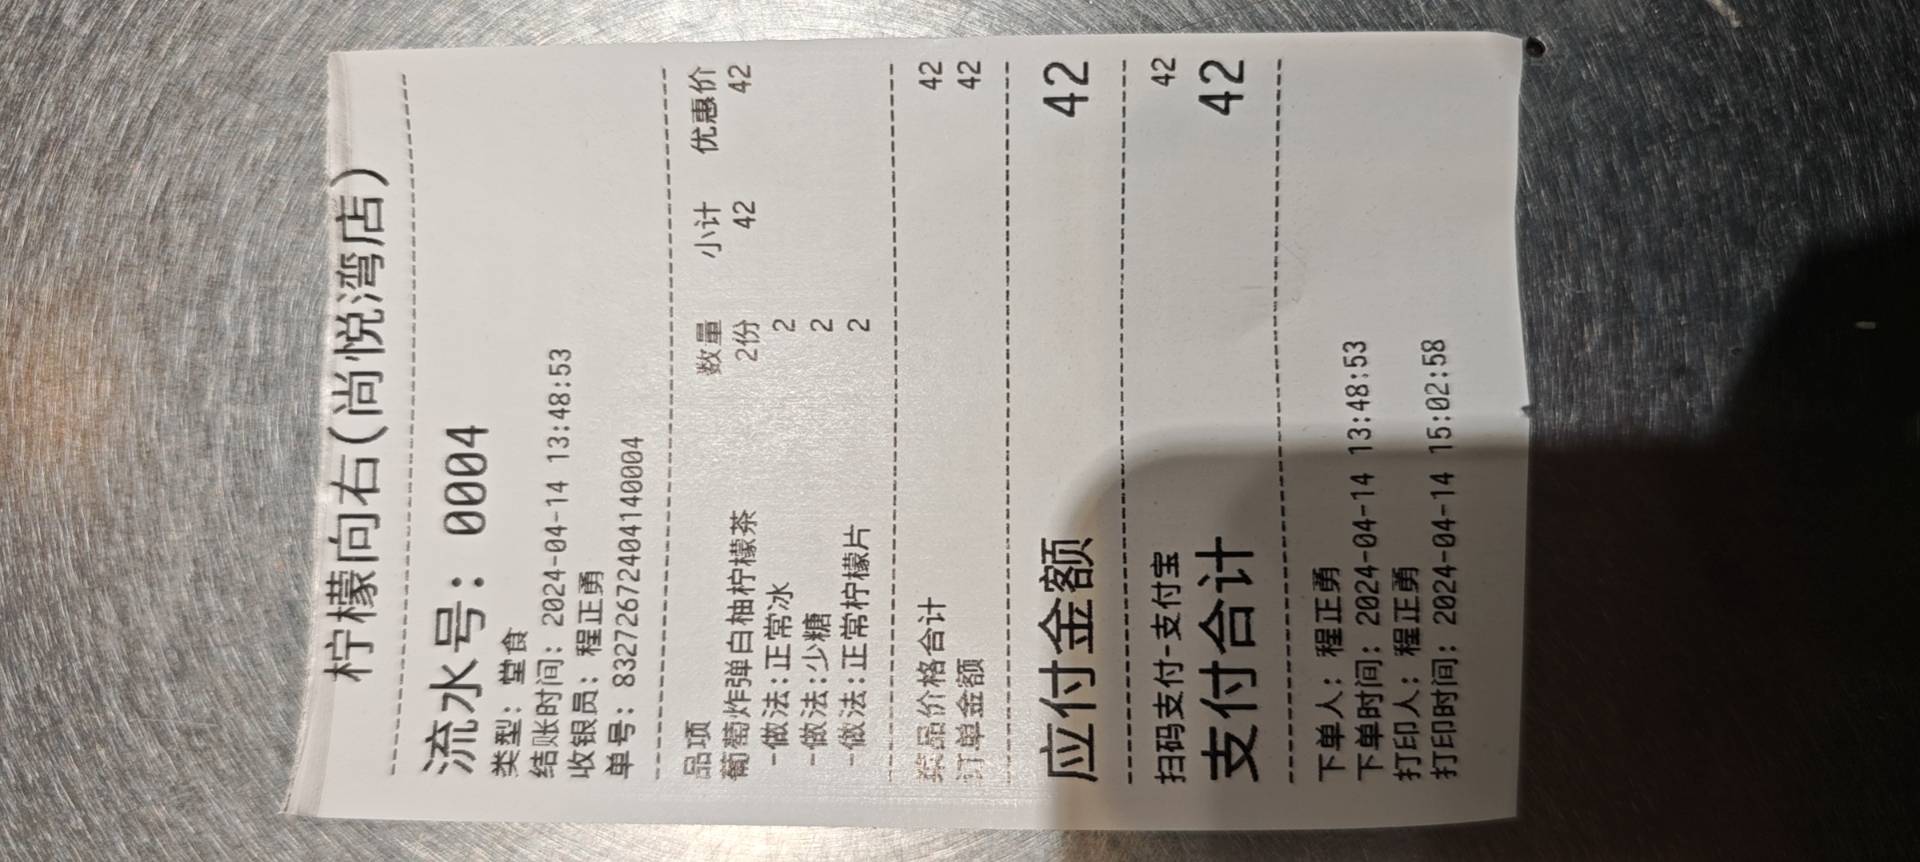 柠檬向右(尚悦湾店)
流水号: 0004
类型: 堂食
结账时间: 2024-04-14 13:48:53
收银员: 程正勇
单号: 83272672404140004
品项 数量 小计 优惠价
葡萄炸弹白柚柠檬茶 2份 42 42
-做法:正常冰 2
-做法:少糖 2
-做法:正常柠檬片 2
菜品价格合计 42
订单金额 42
应付金额 42
扫码支付-支付宝 42
支付合计 42
下单人: 程正勇
下单时间: 2024-04-14 13:48:53
打印人: 程正勇
打印时间: 2024-04-14 15:02:58